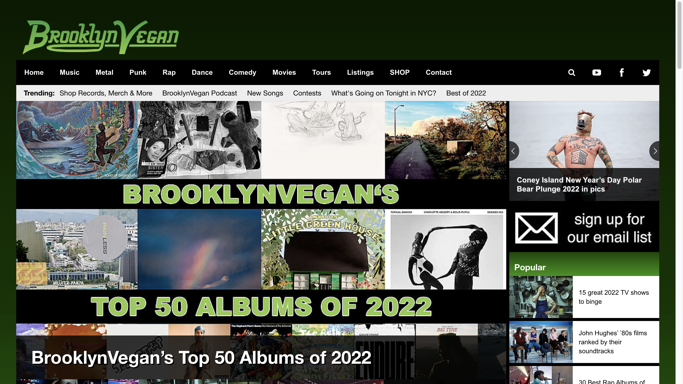 BrooklynVegan
Home Music Metal Punk Rap Dance Comedy Movies Tours Listings SHOP Contact
Trending: Shop Records, Merch & More BrooklynVegan Podcast New Songs Contests What's Going on Tonight in NYC? Best of 2022
BROOKLYNVEGAN'S
LITTLE GREEN HOUSE
TOP 50 ALBUMS OF 2022
BrooklynVegan's Top 50 Albums of 2022
Coney Island New Year's Day Polar
Bear Plunge 2022 in pics
sign up for
our email list
Popular
15 great 2022 TV shows
to binge
John Hughes' '80s films
ranked by their
soundtracks
30 Best Rap Albums of